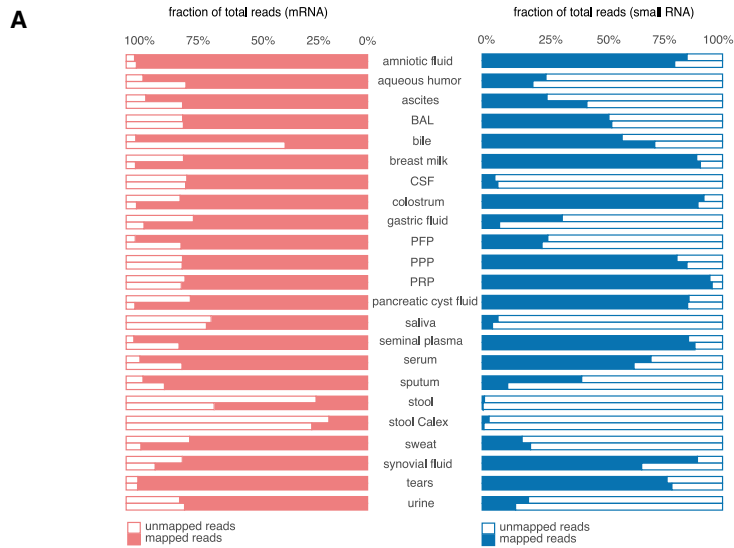 A
fraction of total reads (mRNA)
fraction of total reads (small RNA)
100% 75% 50% 25% 0%
0% 25% 50% 75% 100%
amniotic fluid
aqueous humor
ascites
BAL
bile
breast milk
CSF
colostrum
gastric fluid
PFP
PPP
PRP
pancreatic cyst fluid
saliva
seminal plasma
serum
sputum
stool
stool Calex
sweat
synovial fluid
tears
urine
unmapped reads
mapped reads
unmapped reads
mapped reads